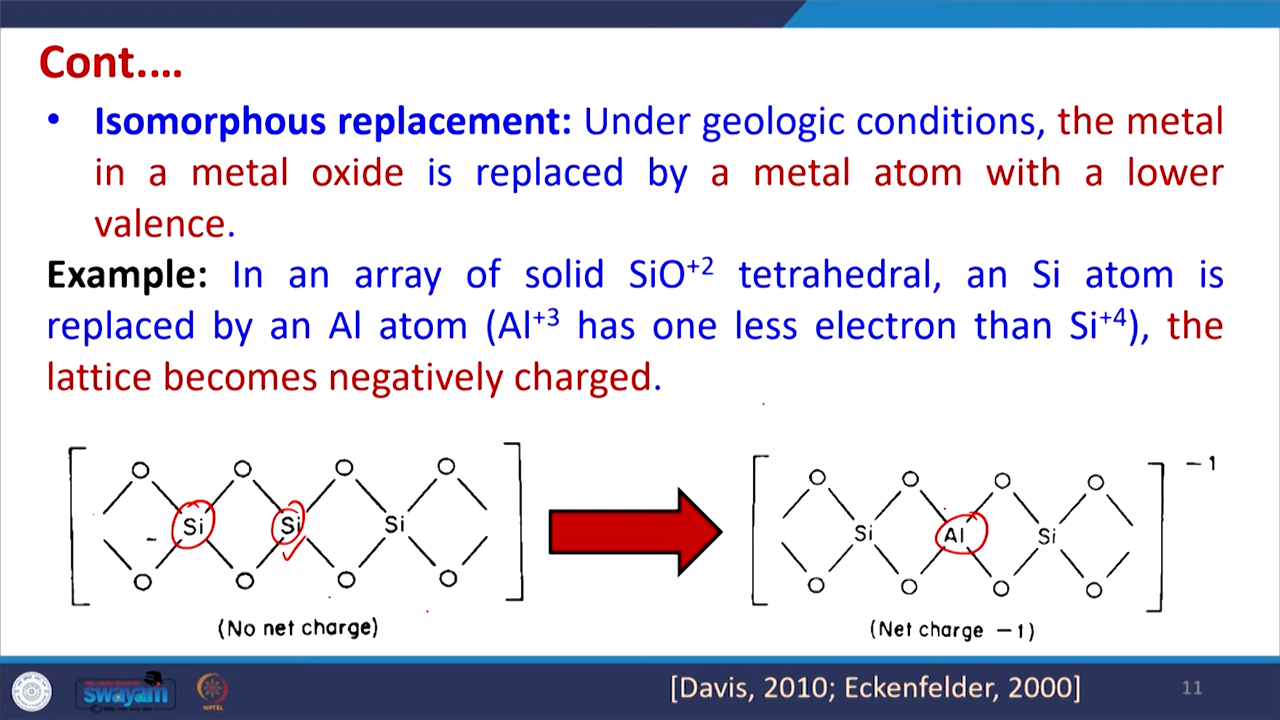 Cont....
• Isomorphous replacement: Under geologic conditions, the metal
in a metal oxide is replaced by a metal atom with a lower
valence.
Example: In an array of solid SiO+2 tetrahedral, an Si atom is
replaced by an Al atom (Al+3 has one less electron than Si+4), the
lattice becomes negatively charged.
O O O O
Si Si Si
O O O O
(No net charge)
−1
O O O O
Si Al Si
O O O O
(Net charge −1)
swayam
NPTEL
[Davis, 2010; Eckenfelder, 2000]
11